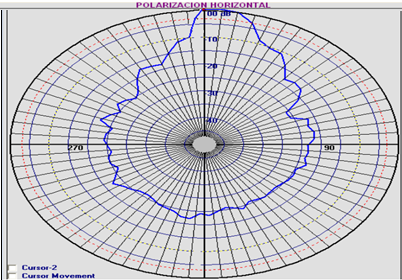 POLARIZACION HORIZONTAL
00 dB
-10
-20
-30
-40
270
90
Cursor-2
Cursor Movement